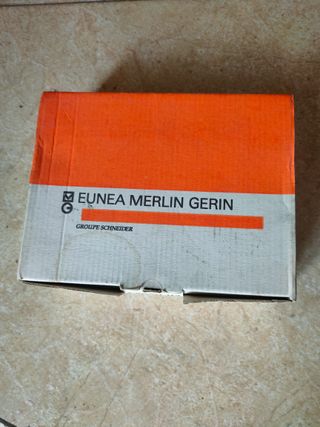 EUNEA MERLIN GERIN
GROUPE SCHNEIDER